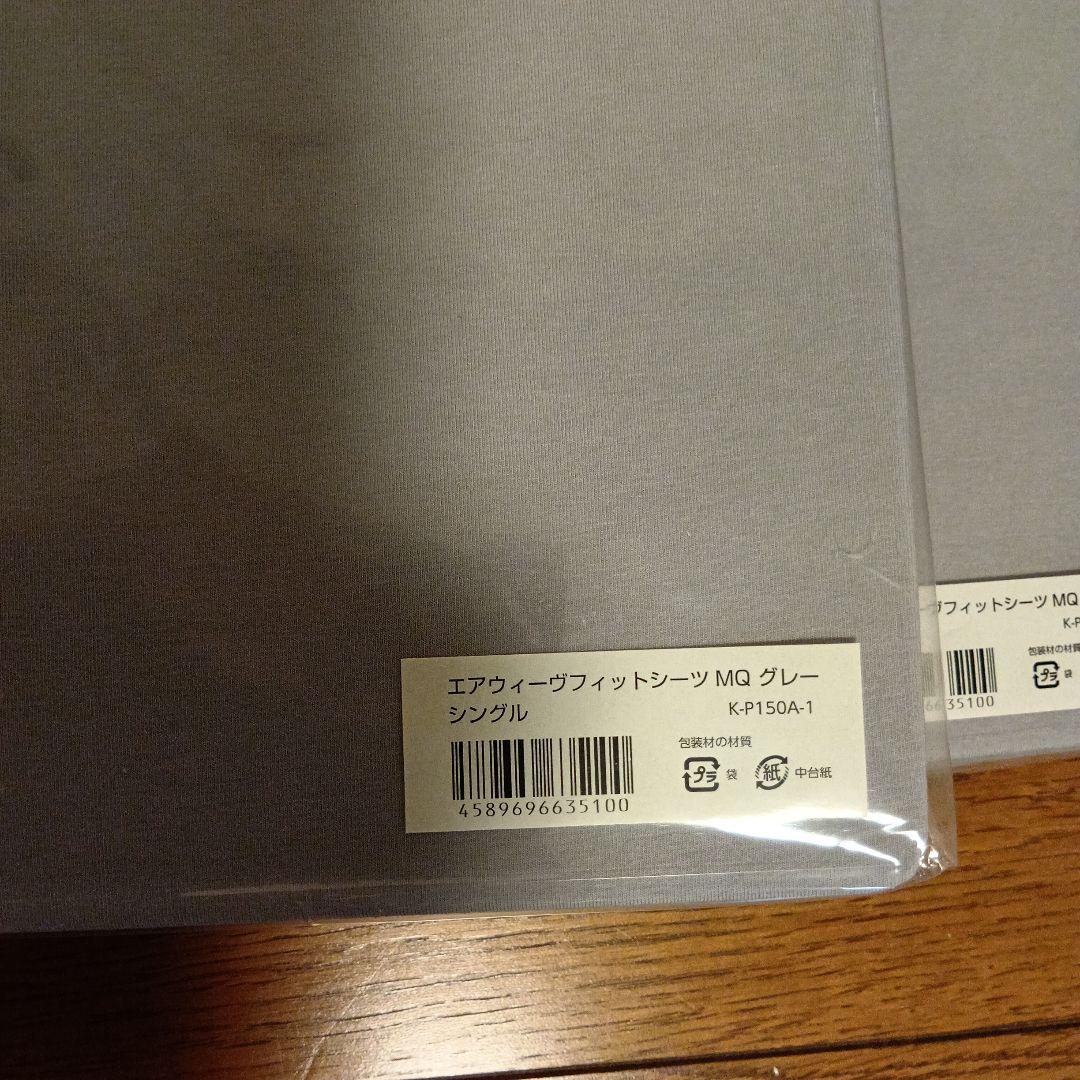 エアウィーヴフィットシーツ MQ グレー
シングル K-P150A-1
包装材の材質
プラ 袋 紙 中台紙
4589696635100
ーヴフィットシーツ MQ
K-P
包装材の材質
プラ 袋
6635100